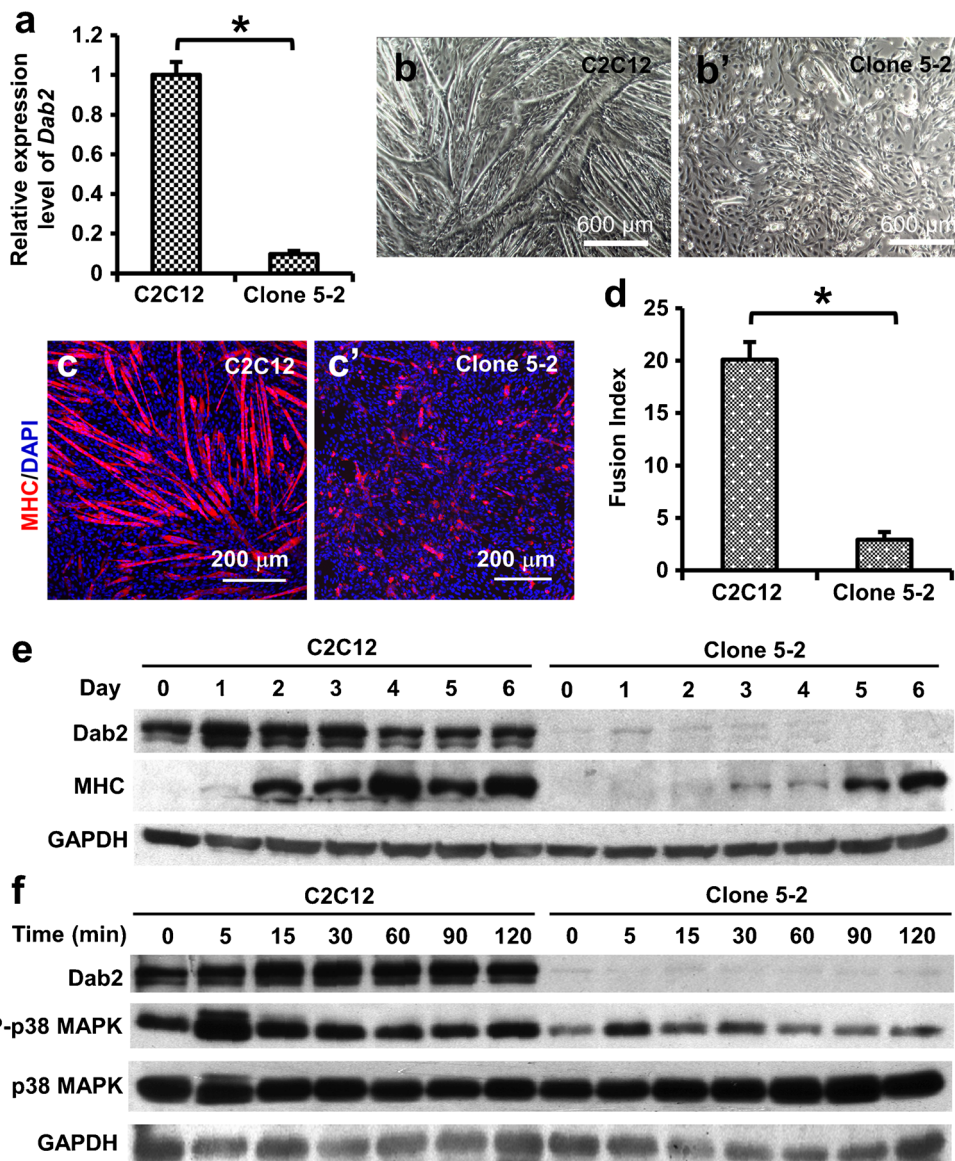 a
*
Relative expression
level of Dab2
1.2
1
0.8
0.6
0.4
0.2
0
C2C12 Clone 5-2
b C2C12
600 μm
b' Clone 5-2
600 μm
MHC/DAPI
c C2C12
200 μm
c' Clone 5-2
200 μm
d
*
Fusion Index
25
20
15
10
5
0
C2C12 Clone 5-2
e
C2C12 Clone 5-2
Day 0 1 2 3 4 5 6 0 1 2 3 4 5 6
Dab2
MHC
GAPDH
f
C2C12 Clone 5-2
Time (min) 0 5 15 30 60 90 120 0 5 15 30 60 90 120
Dab2
P-p38 MAPK
p38 MAPK
GAPDH